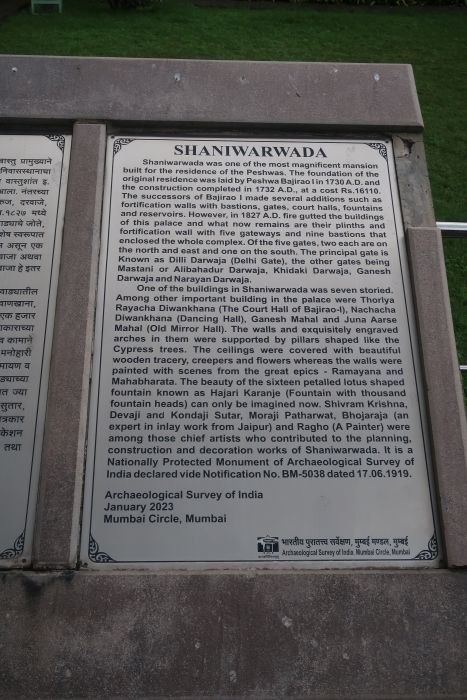 वास्तु प्रामुख्याने
निवासस्थानाचा
वास्तुशांत इ.
नंतरच्या
दरवाजे,
१८२७ मध्ये
जोते,
स्वरूपात
असून एक
अथवा
हे इतर
वाड्यातील
एक हजार
मनोहारी
व
ज्या
सुतार,
तथा
SHANIWARWADA
Shaniwarwada was one of the most magnificent mansion
built for the residence of the Peshwas. The foundation of the
original residence was laid by Peshwa Bajirao I in 1730 A.D. and
the construction completed in 1732 A.D., at a cost Rs.16110.
The successors of Bajirao I made several additions such as
fortification walls with bastions, gates, court halls, fountains
and reservoirs. However, in 1827 A.D. fire gutted the buildings
of this palace and what now remains are their plinths and
fortification wall with five gateways and nine bastions that
enclosed the whole complex. Of the five gates, two each are on
the north and east and one on the south. The principal gate is
Known as Dilli Darwaja (Delhi Gate), the other gates being
Mastani or Alibahadur Darwaja, Khidaki Darwaja, Ganesh
Darwaja and Narayan Darwaja.
One of the buildings in Shaniwarwada was seven storied.
Among other important building in the palace were Thorlya
Rayacha Diwankhana (The Court Hall of Bajirao-I), Nachacha
Diwankhana (Dancing Hall), Ganesh Mahal and Juna Aarse
Mahal (Old Mirror Hall). The walls and exquisitely engraved
arches in them were supported by pillars shaped like the
Cypress trees. The ceilings were covered with beautiful
wooden tracery, creepers and flowers whereas the walls were
painted with scenes from the great epics - Ramayana and
Mahabharata. The beauty of the sixteen petalled lotus shaped
fountain known as Hajari Karanje (Fountain with thousand
fountain heads) can only be imagined now. Shivram Krishna,
Devaji and Kondaji Sutar, Moraji Patharwat, Bhojaraja (an
expert in inlay work from Jaipur) and Ragho (A Painter) were
among those chief artists who contributed to the planning,
construction and decoration works of Shaniwarwada. It is a
Nationally Protected Monument of Archaeological Survey of
India declared vide Notification No. BM-5038 dated 17.06.1919.
Archaeological Survey of India
January 2023
Mumbai Circle, Mumbai
भारतीय पुरातत्व सर्वेक्षण, मुम्बई मण्डल, मुम्बई
Archaeological Survey of India, Mumbai Circle, Mumbai